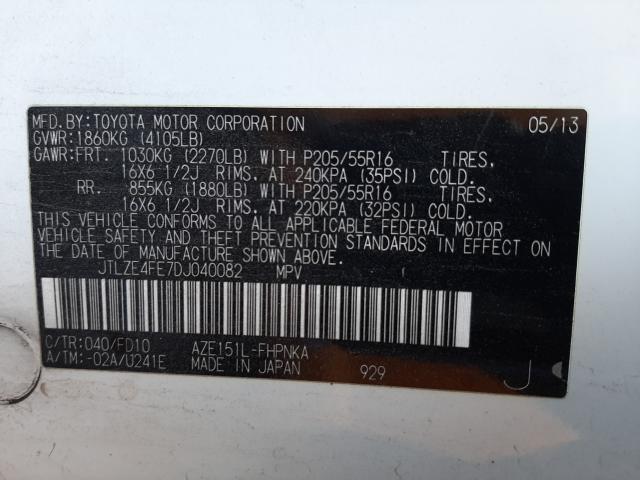 MFD.BY:TOYOTA MOTOR CORPORATION 05/13
GVWR:1860KG (4105LB)
GAWR:FRT. 1030KG (2270LB) WITH P205/55R16 TIRES,
16X6 1/2J RIMS, AT 240KPA (35PSI) COLD.
RR. 855KG (1880LB) WITH P205/55R16 TIRES,
16X6 1/2J RIMS, AT 220KPA (32PSI) COLD.
THIS VEHICLE CONFORMS TO ALL APPLICABLE FEDERAL MOTOR
VEHICLE SAFETY AND THEFT PREVENTION STANDARDS IN EFFECT ON
THE DATE OF MANUFACTURE SHOWN ABOVE.
JTLZE4FE7DJ040082 MPV
C/TR:040/FD10 AZE151L-FHPNKA
A/TM:-02A/U241E MADE IN JAPAN 929 J